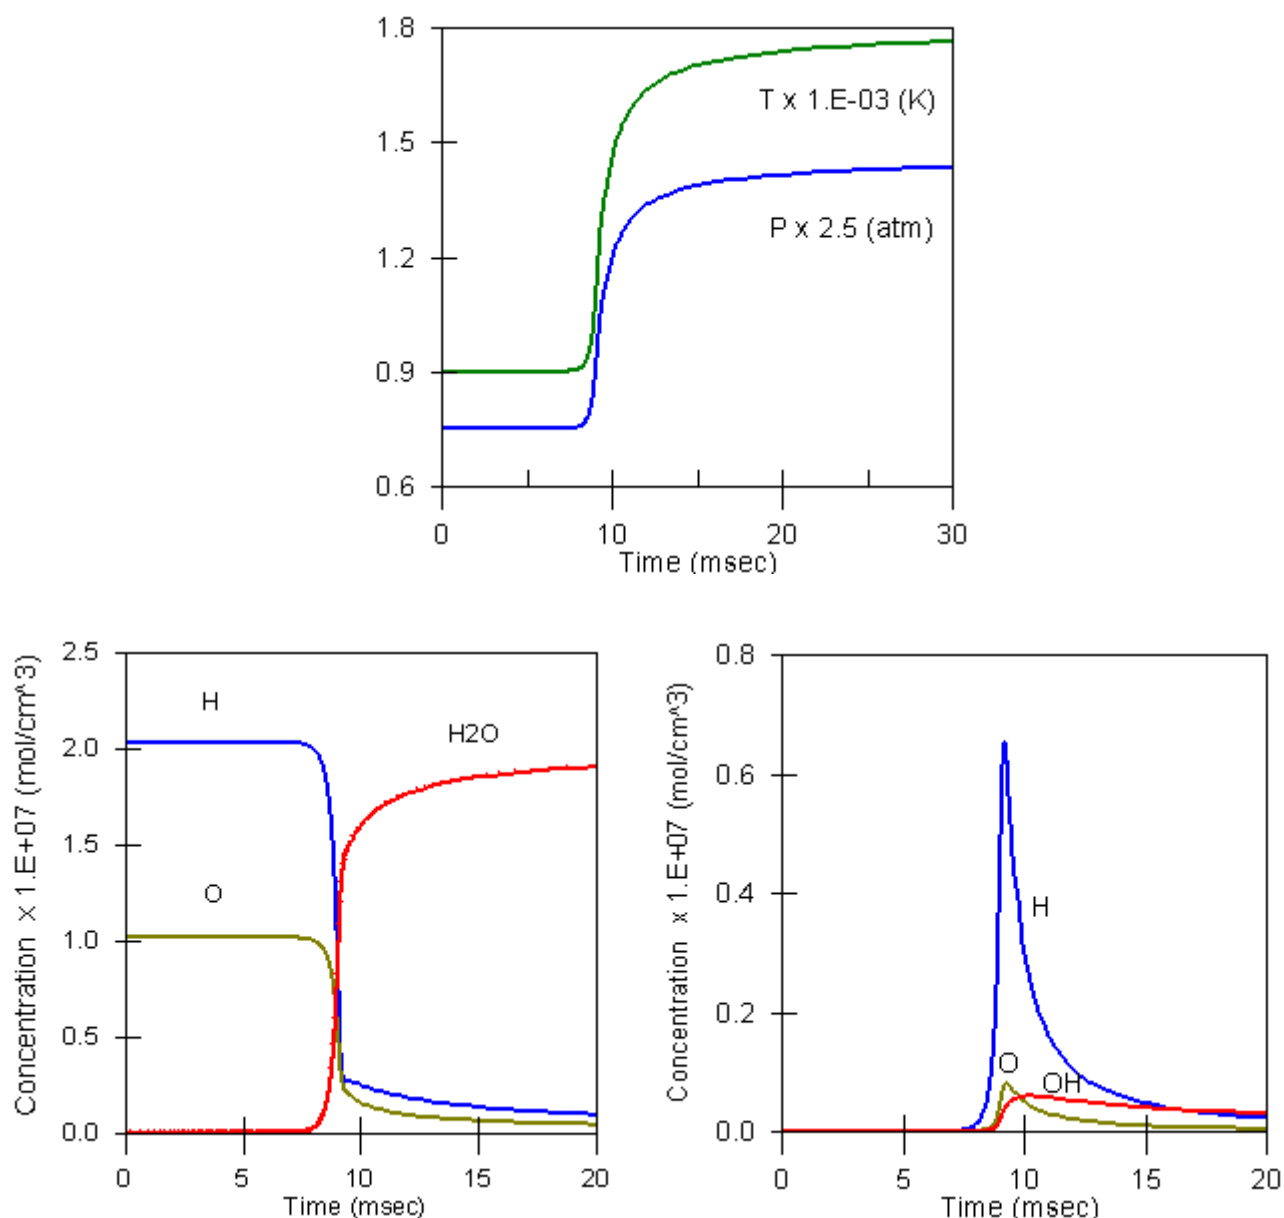 1.8
T x 1.E-03 (K)
1.5
P x 2.5 (atm)
1.2
0.9
0.6
0 10 20 30
Time (msec)
Concentration x 1.E+07 (mol/cm^3)
2.5
H
H2O
2.0
1.5
O
1.0
0.5
0.0
0 5 10 15 20
Time (msec)
Concentration x 1.E+07 (mol/cm^3)
0.8
0.6
0.4
H
0.2
O
OH
0.0
0 5 10 15 20
Time (msec)